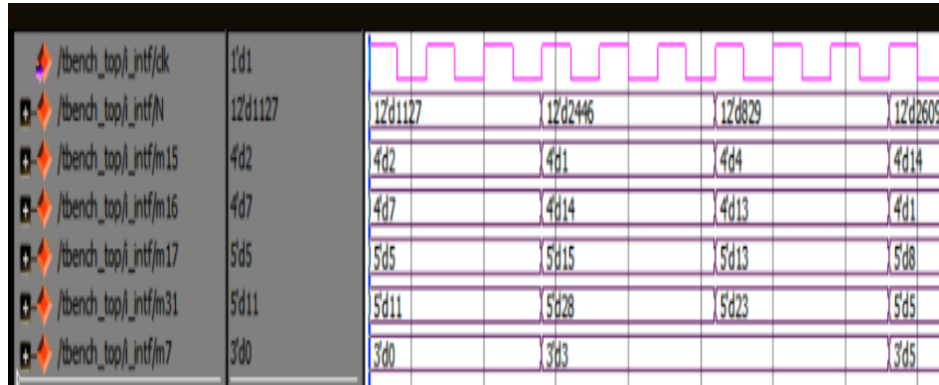 /tbench_top/i_intf/clk 1'd1
/tbench_top/i_intf/N 12'd1127 12'd1127 12'd2446 12'd829 12'd2609
/tbench_top/i_intf/m15 4'd2 4'd2 4'd1 4'd4 4'd14
/tbench_top/i_intf/m16 4'd7 4'd7 4'd14 4'd13 4'd1
/tbench_top/i_intf/m17 5'd5 5'd5 5'd15 5'd13 5'd8
/tbench_top/i_intf/m31 5'd11 5'd11 5'd28 5'd23 5'd5
/tbench_top/i_intf/m7 3'd0 3'd0 3'd3 3'd5